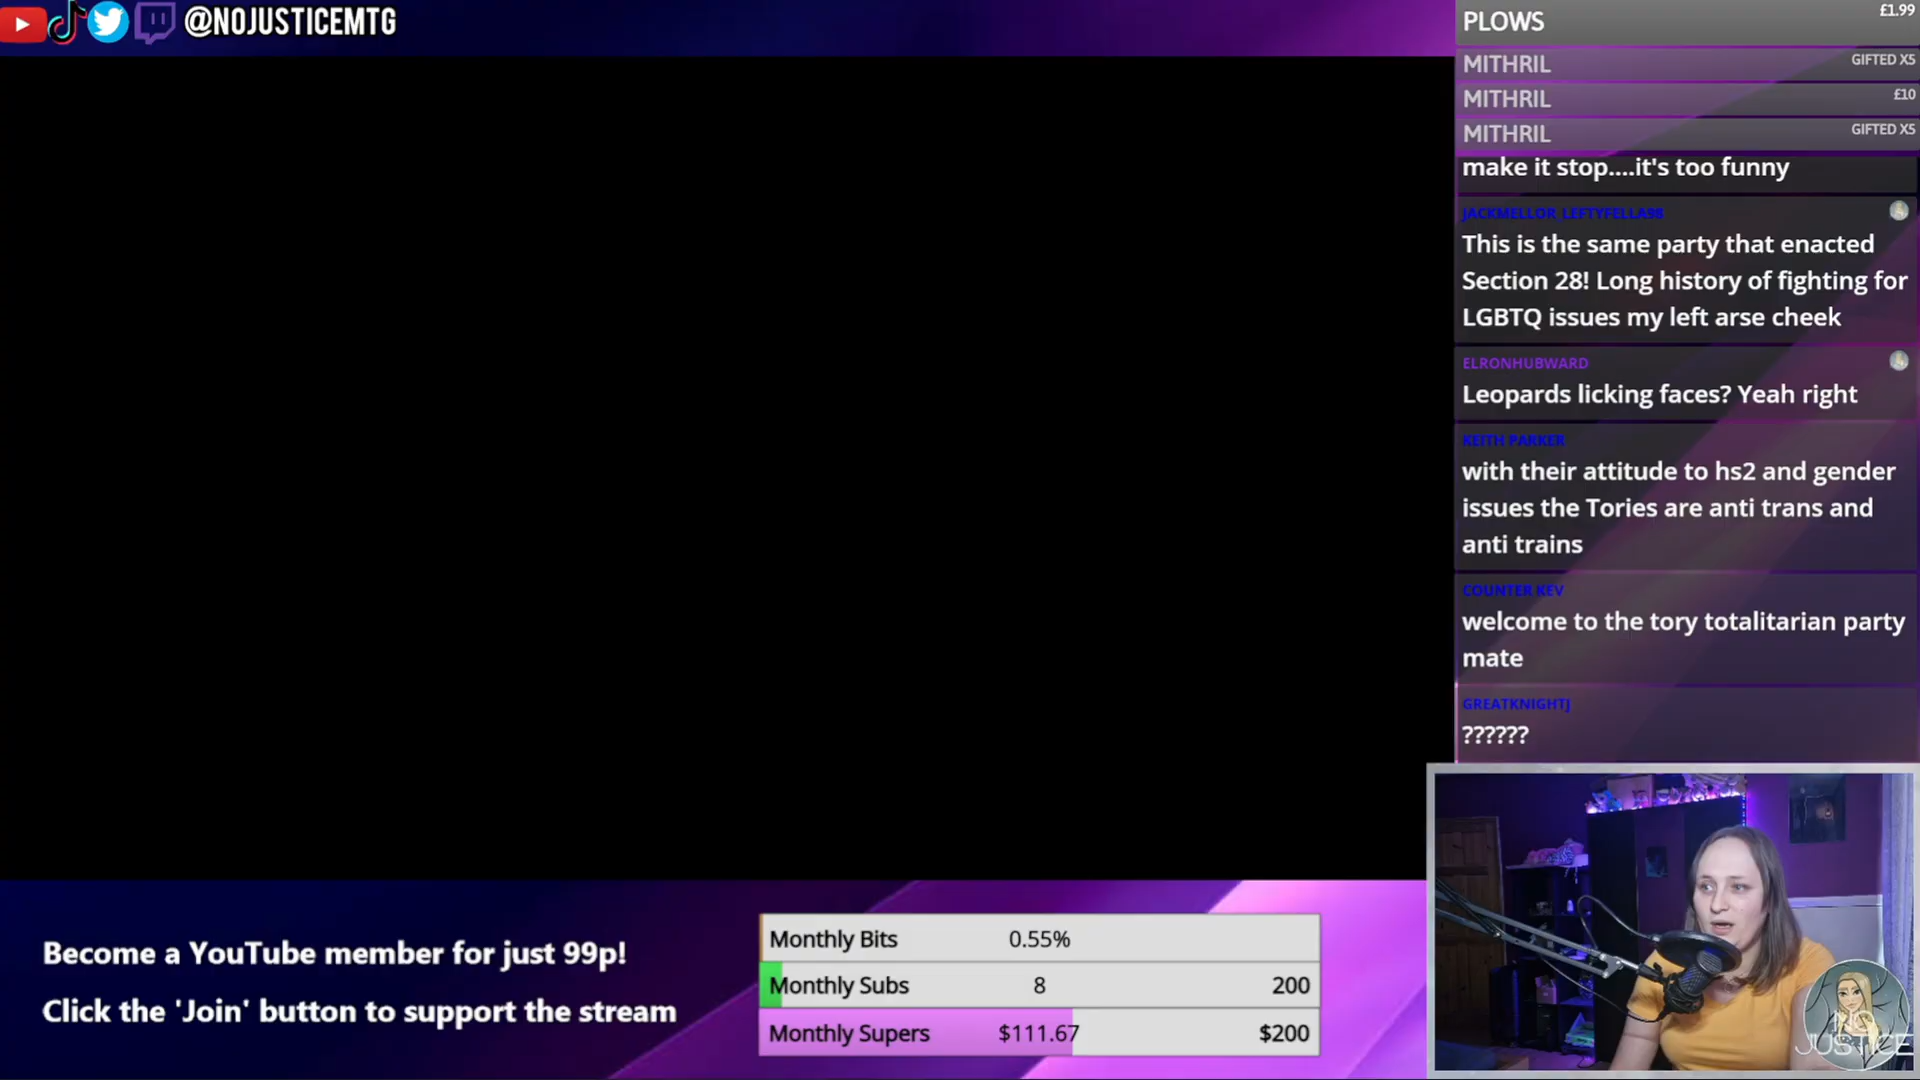 @NOJUSTICEMTG
PLOWS £1.99
MITHRIL GIFTED X5
MITHRIL £10
MITHRIL GIFTED X5
make it stop....it's too funny
JACKMELLOR_LEFTYFELLA98
This is the same party that enacted
Section 28! Long history of fighting for
LGBTQ issues my left arse cheek
ELRONHUBWARD
Leopards licking faces? Yeah right
KEITH PARKER
with their attitude to hs2 and gender
issues the Tories are anti trans and
anti trains
COUNTER KEV
welcome to the tory totalitarian party
mate
GREATKNIGHTJ
??????
Become a YouTube member for just 99p!
Click the 'Join' button to support the stream
Monthly Bits 0.55%
Monthly Subs 8 200
Monthly Supers $111.67 $200
NO
JUSTICE